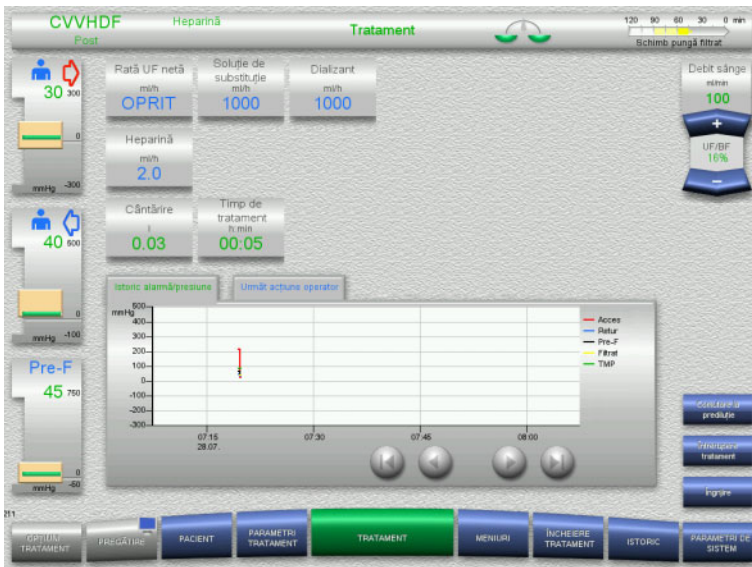 CVVHDF
Heparină
Post
Tratament
120 90 60 30 0 min
Schimb pungă filtrat
30
300
0
mmHg
-300
Rată UF netă
ml/h
OPRIT
Soluție de
substituție
ml/h
1000
Dializant
ml/h
1000
Debit sânge
ml/min
100
+
UF/BF
16%
−
Heparină
ml/h
2.0
40
500
0
mmHg
-100
Cântărire
l
0.03
Timp de
tratament
h:min
00:05
Istoric alarmă/presiune
Următ acțiune operator
mmHg
500
400
300
200
100
0
-100
-200
-300
07:15
28.07.
07:30
07:45
08:00
Acces
Retur
Pre-F
Filtrat
TMP
Pre-F
45
750
0
mmHg
-50
prediluție
Întrerupere
tratament
Îngrijire
211
OPȚIUNI
TRATAMENT
PREGĂTIRE
PACIENT
PARAMETRI
TRATAMENT
TRATAMENT
MENIURI
ÎNCHEIERE
TRATAMENT
ISTORIC
PARAMETRI DE
SISTEM